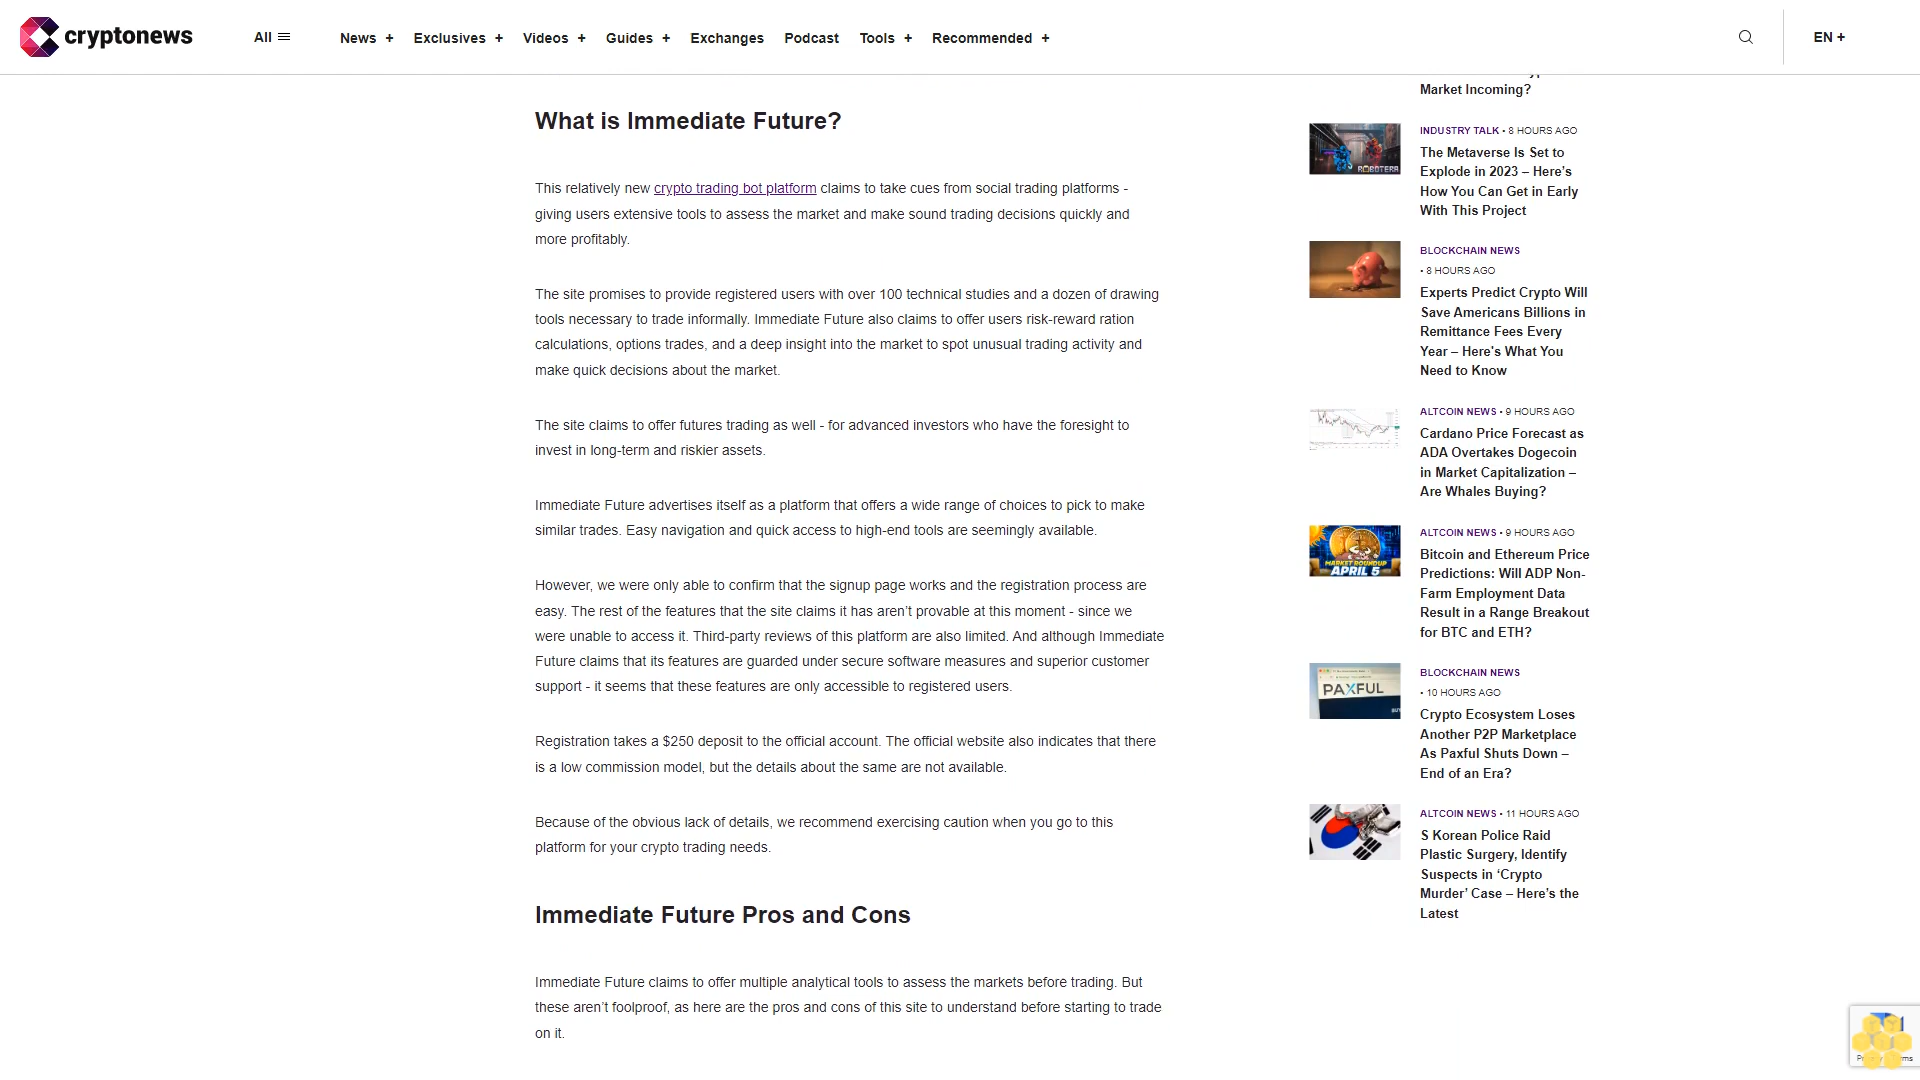 cryptonews
All
News +
Exclusives +
Videos +
Guides +
Exchanges
Podcast
Tools +
Recommended +
EN +
What is Immediate Future?
This relatively new crypto trading bot platform claims to take cues from social trading platforms -
giving users extensive tools to assess the market and make sound trading decisions quickly and
more profitably.
The site promises to provide registered users with over 100 technical studies and a dozen of drawing
tools necessary to trade informally. Immediate Future also claims to offer users risk-reward ration
calculations, options trades, and a deep insight into the market to spot unusual trading activity and
make quick decisions about the market.
The site claims to offer futures trading as well - for advanced investors who have the foresight to
invest in long-term and riskier assets.
Immediate Future advertises itself as a platform that offers a wide range of choices to pick to make
similar trades. Easy navigation and quick access to high-end tools are seemingly available.
However, we were only able to confirm that the signup page works and the registration process are
easy. The rest of the features that the site claims it has aren’t provable at this moment - since we
were unable to access it. Third-party reviews of this platform are also limited. And although Immediate
Future claims that its features are guarded under secure software measures and superior customer
support - it seems that these features are only accessible to registered users.
Registration takes a $250 deposit to the official account. The official website also indicates that there
is a low commission model, but the details about the same are not available.
Because of the obvious lack of details, we recommend exercising caution when you go to this
platform for your crypto trading needs.
Immediate Future Pros and Cons
Immediate Future claims to offer multiple analytical tools to assess the markets before trading. But
these aren’t foolproof, as here are the pros and cons of this site to understand before starting to trade
on it.
Market Incoming?
INDUSTRY TALK • 8 HOURS AGO
The Metaverse Is Set to
Explode in 2023 – Here’s
How You Can Get in Early
With This Project
ROBOTERA
BLOCKCHAIN NEWS
• 8 HOURS AGO
Experts Predict Crypto Will
Save Americans Billions in
Remittance Fees Every
Year – Here's What You
Need to Know
ALTCOIN NEWS • 9 HOURS AGO
Cardano Price Forecast as
ADA Overtakes Dogecoin
in Market Capitalization –
Are Whales Buying?
ALTCOIN NEWS • 9 HOURS AGO
Bitcoin and Ethereum Price
Predictions: Will ADP Non-
Farm Employment Data
Result in a Range Breakout
for BTC and ETH?
MARKET ROUNDUP
APRIL 5
BLOCKCHAIN NEWS
• 10 HOURS AGO
Crypto Ecosystem Loses
Another P2P Marketplace
As Paxful Shuts Down –
End of an Era?
PAXFUL
ALTCOIN NEWS • 11 HOURS AGO
S Korean Police Raid
Plastic Surgery, Identify
Suspects in ‘Crypto
Murder’ Case – Here’s the
Latest